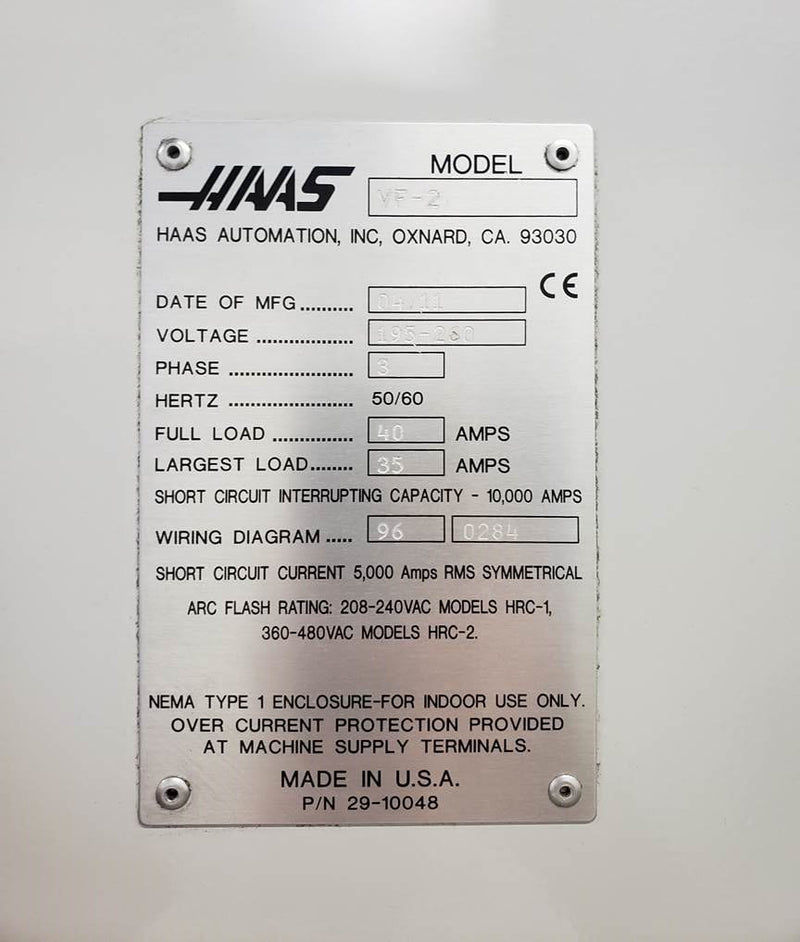 HAAS MODEL VF-2
HAAS AUTOMATION, INC, OXNARD, CA. 93030
CE
DATE OF MFG.......... 04/11
VOLTAGE .................. 195-260
PHASE ....................... 3
HERTZ ....................... 50/60
FULL LOAD ............... 40 AMPS
LARGEST LOAD........ 35 AMPS
SHORT CIRCUIT INTERRUPTING CAPACITY - 10,000 AMPS
WIRING DIAGRAM ..... 96 0284
SHORT CIRCUIT CURRENT 5,000 Amps RMS SYMMETRICAL
ARC FLASH RATING: 208-240VAC MODELS HRC-1,
360-480VAC MODELS HRC-2.
NEMA TYPE 1 ENCLOSURE-FOR INDOOR USE ONLY.
OVER CURRENT PROTECTION PROVIDED
AT MACHINE SUPPLY TERMINALS.
MADE IN U.S.A.
P/N 29-10048